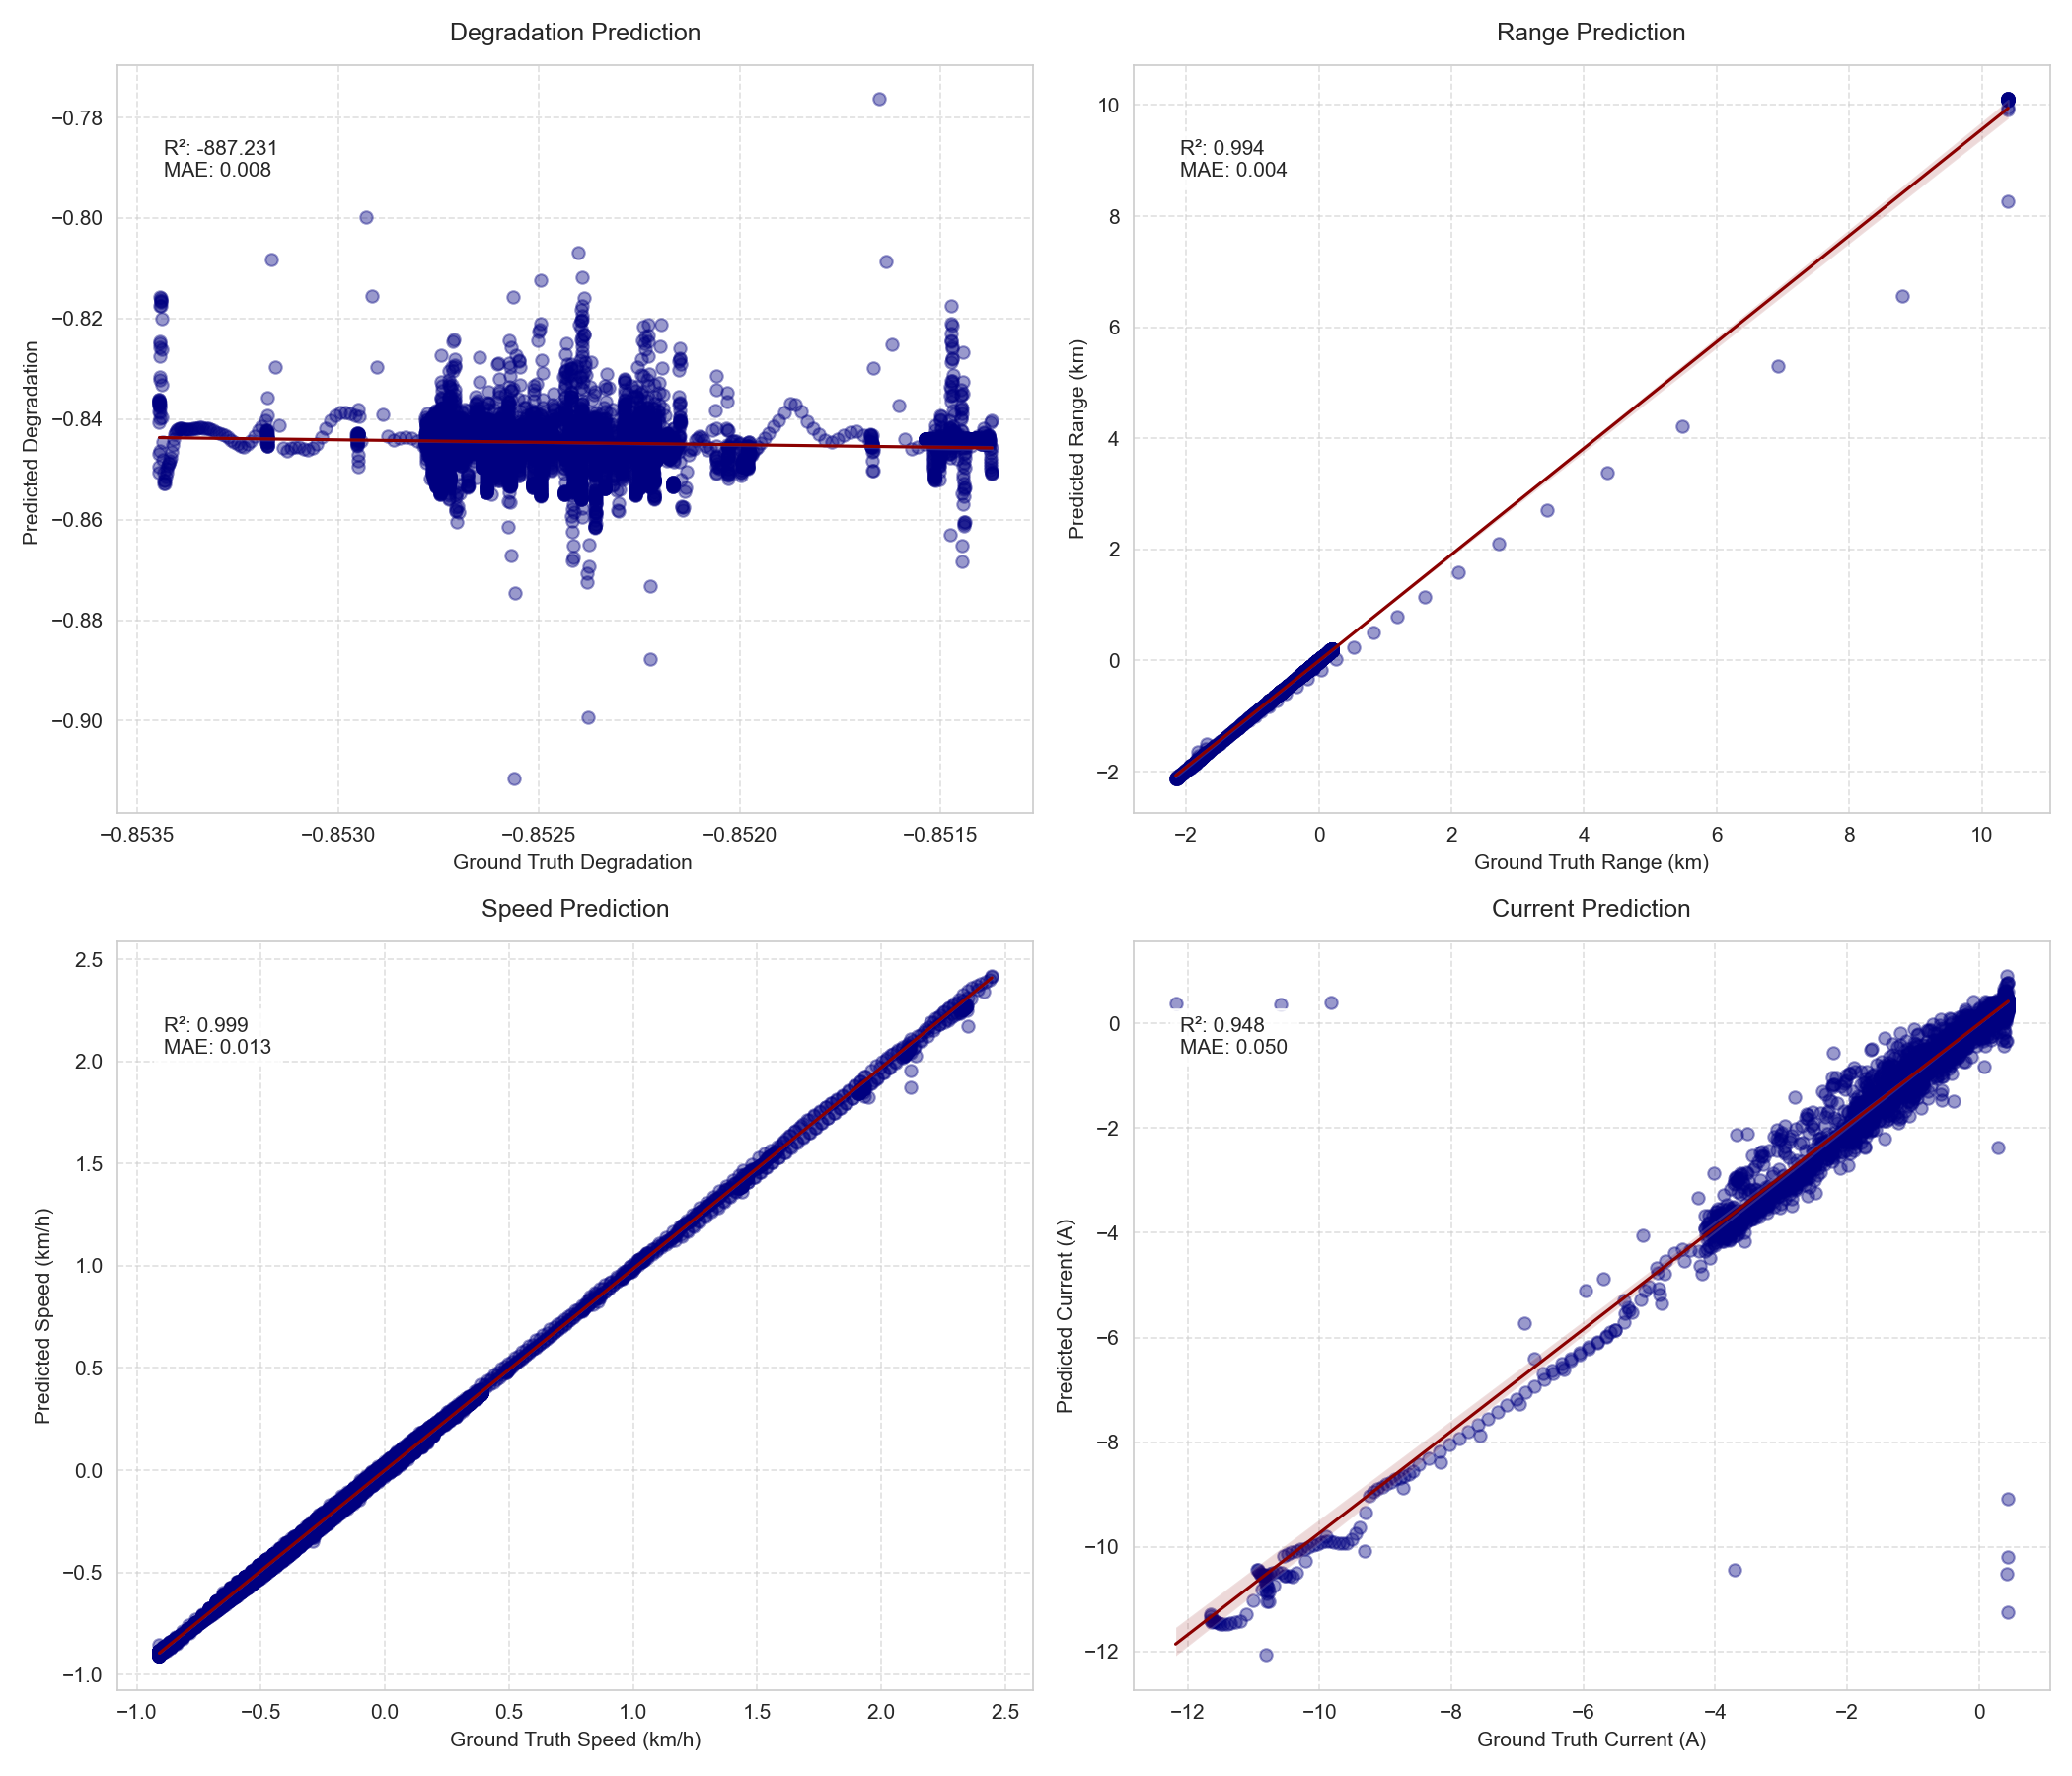 Degradation Prediction
R²: -887.231
MAE: 0.008
Predicted Degradation
−0.78
−0.80
−0.82
−0.84
−0.86
−0.88
−0.90
−0.8535
−0.8530
−0.8525
−0.8520
−0.8515
Ground Truth Degradation
Range Prediction
R²: 0.994
MAE: 0.004
Predicted Range (km)
10
8
6
4
2
0
−2
−2
0
2
4
6
8
10
Ground Truth Range (km)
Speed Prediction
R²: 0.999
MAE: 0.013
Predicted Speed (km/h)
2.5
2.0
1.5
1.0
0.5
0.0
−0.5
−1.0
−1.0
−0.5
0.0
0.5
1.0
1.5
2.0
2.5
Ground Truth Speed (km/h)
Current Prediction
R²: 0.948
MAE: 0.050
Predicted Current (A)
0
−2
−4
−6
−8
−10
−12
−12
−10
−8
−6
−4
−2
0
Ground Truth Current (A)